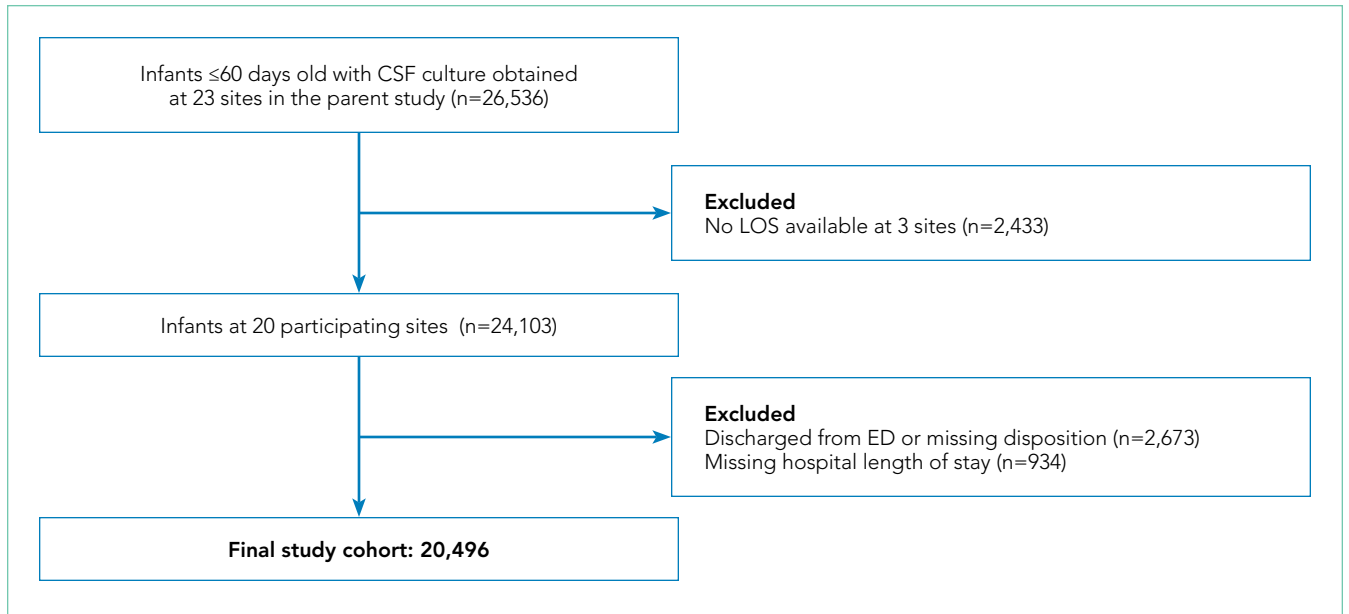 Infants ≤60 days old with CSF culture obtained
at 23 sites in the parent study (n=26,536)
Excluded
No LOS available at 3 sites (n=2,433)
Infants at 20 participating sites (n=24,103)
Excluded
Discharged from ED or missing disposition (n=2,673)
Missing hospital length of stay (n=934)
Final study cohort: 20,496